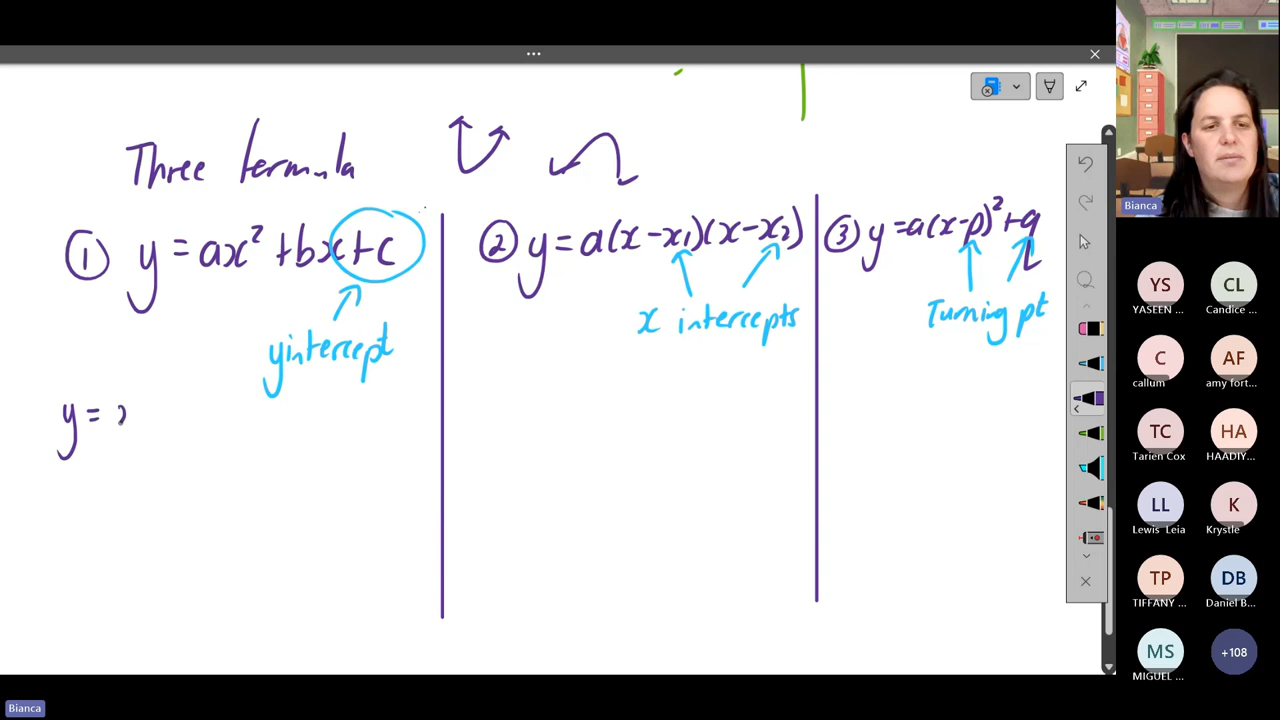 Three formula
① y = ax² + bx + c
y intercept
y =
② y = a(x - x₁)(x - x₂)
x intercepts
③ y = a(x - p)² + q
Turning pt
Bianca
YS
YASEEN ...
CL
Candice ...
C
callum
AF
amy fort...
TC
Tarien Cox
HA
HAADIY...
LL
Lewis Leia
K
Krystle
TP
TIFFANY ...
DB
Daniel B...
MS
MIGUEL ...
+108
Bianca